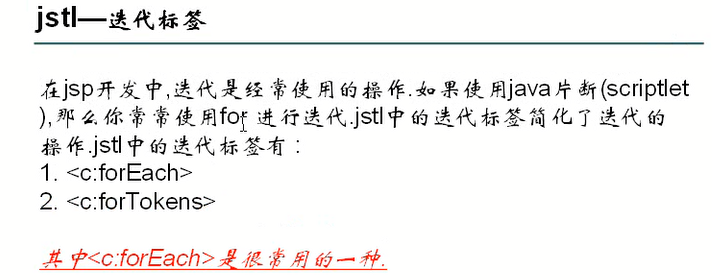 jstl—迭代标签
在jsp开发中,迭代是经常使用的操作.如果使用java片断(scriptlet
),那么你常常使用for 进行迭代.jstl中的迭代标签简化了迭代的
操作.jstl中的迭代标签有：
1. <c:forEach>
2. <c:forTokens>
其中<c:forEach>是很常用的一种.